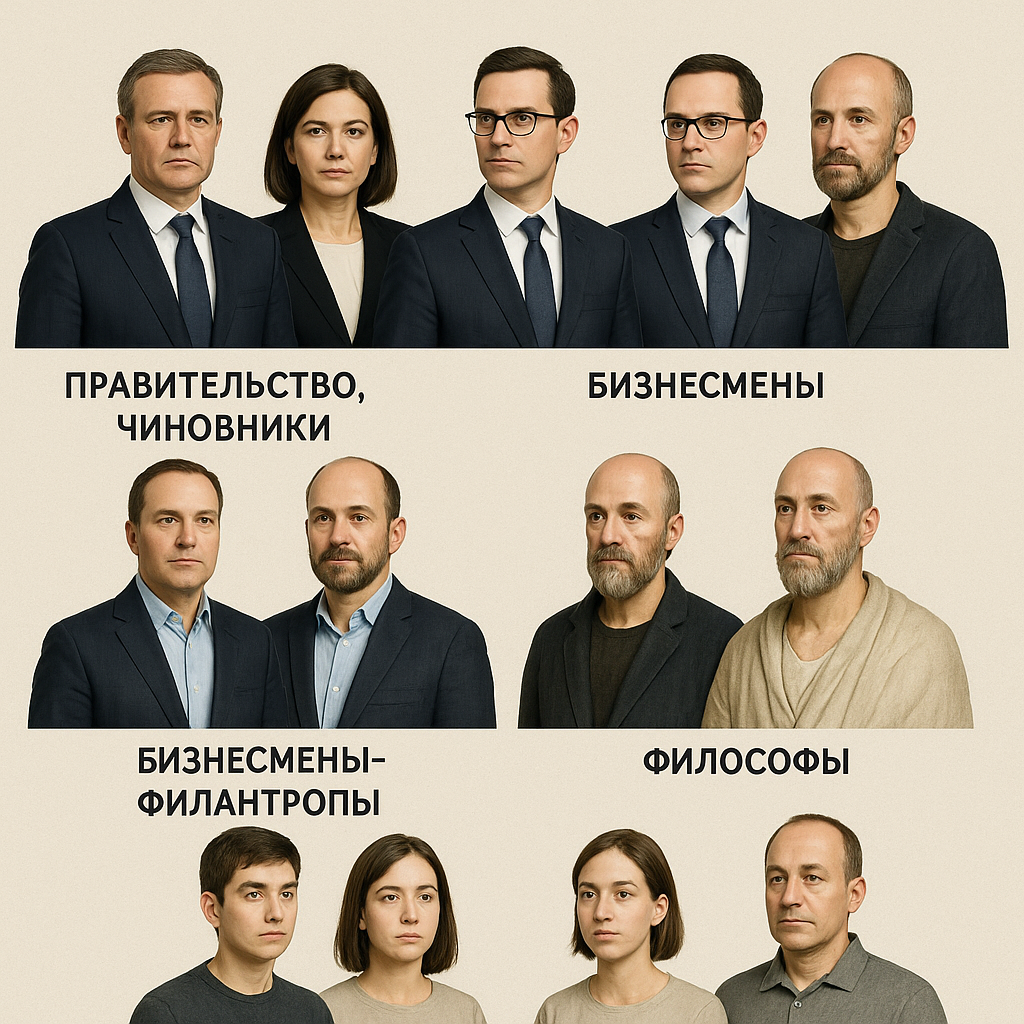 ПРАВИТЕЛЬСТВО,
ЧИНОВНИКИ
БИЗНЕСМЕНЫ
БИЗНЕСМЕНЫ-
ФИЛАНТРОПЫ
ФИЛОСОФЫ